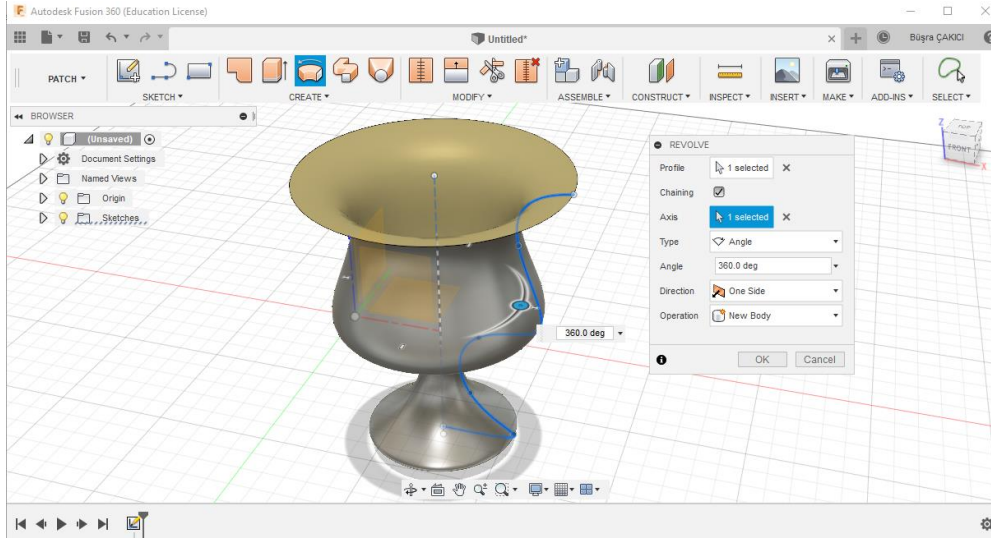 Autodesk Fusion 360 (Education License)
Untitled*
Büşra ÇAKICI
PATCH
SKETCH
CREATE
MODIFY
ASSEMBLE
CONSTRUCT
INSPECT
INSERT
MAKE
ADD-INS
SELECT
BROWSER
(Unsaved)
Document Settings
Named Views
Origin
Sketches
Z
TOP
FRONT
X
REVOLVE
Profile 1 selected
Chaining
Axis 1 selected
Type Angle
Angle 360.0 deg
Direction One Side
Operation New Body
OK Cancel
360.0 deg